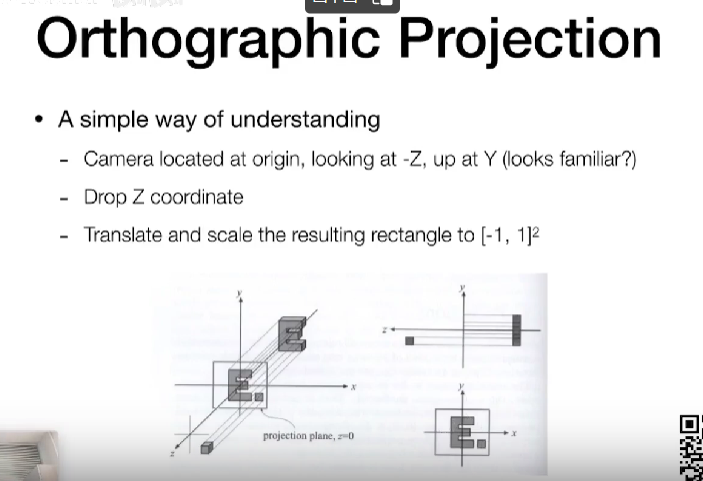 Orthographic Projection
• A simple way of understanding
- Camera located at origin, looking at -Z, up at Y (looks familiar?)
- Drop Z coordinate
- Translate and scale the resulting rectangle to [-1, 1]²
y
y
z
E
E.
x
y
projection plane, z=0
E.
x
z